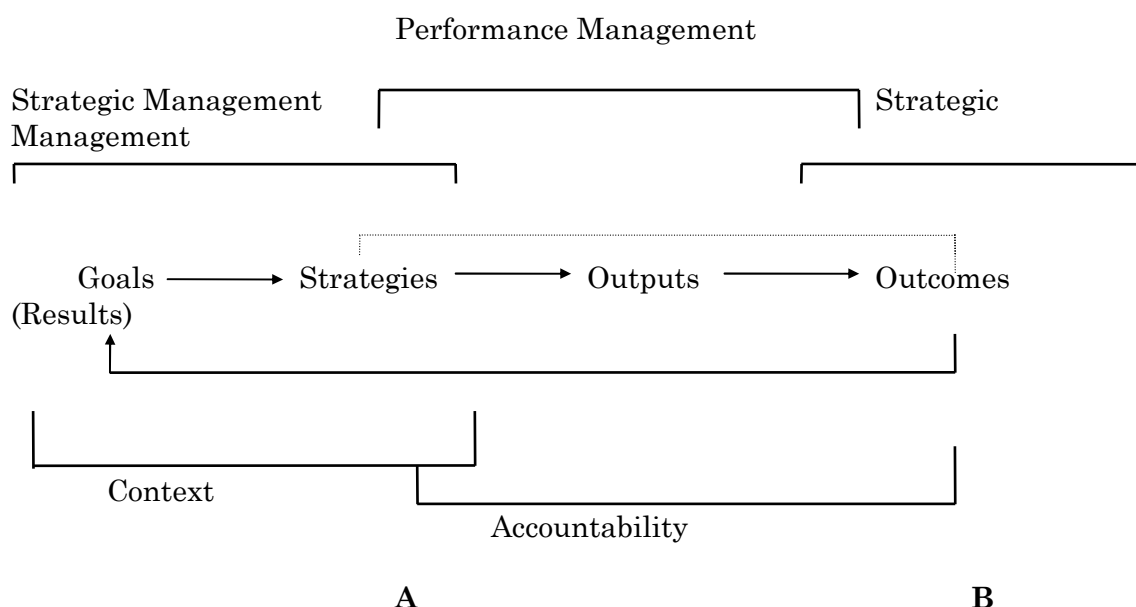 Performance Management
Strategic Management Strategic
Management
Goals Strategies Outputs Outcomes
(Results)
Context
Accountability
A B